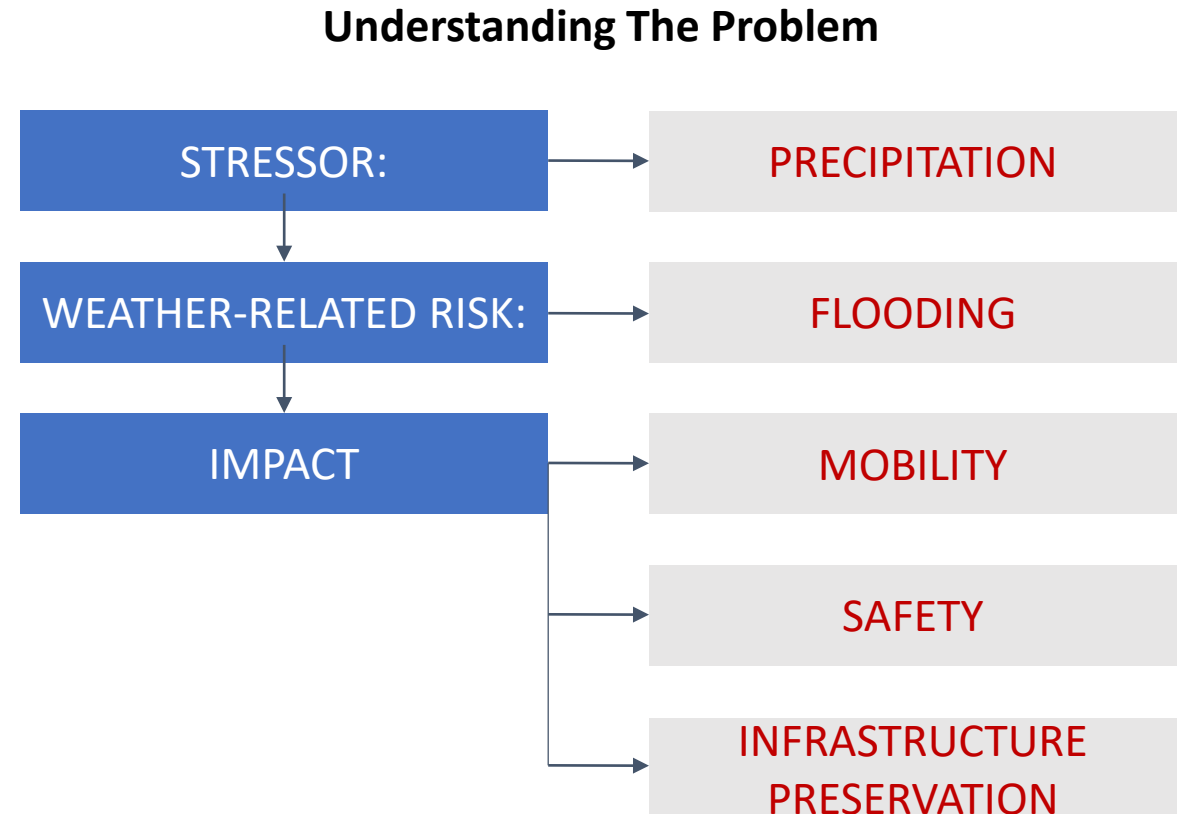 Understanding The Problem
STRESSOR:
PRECIPITATION
WEATHER-RELATED RISK:
FLOODING
IMPACT
MOBILITY
SAFETY
INFRASTRUCTURE
PRESERVATION